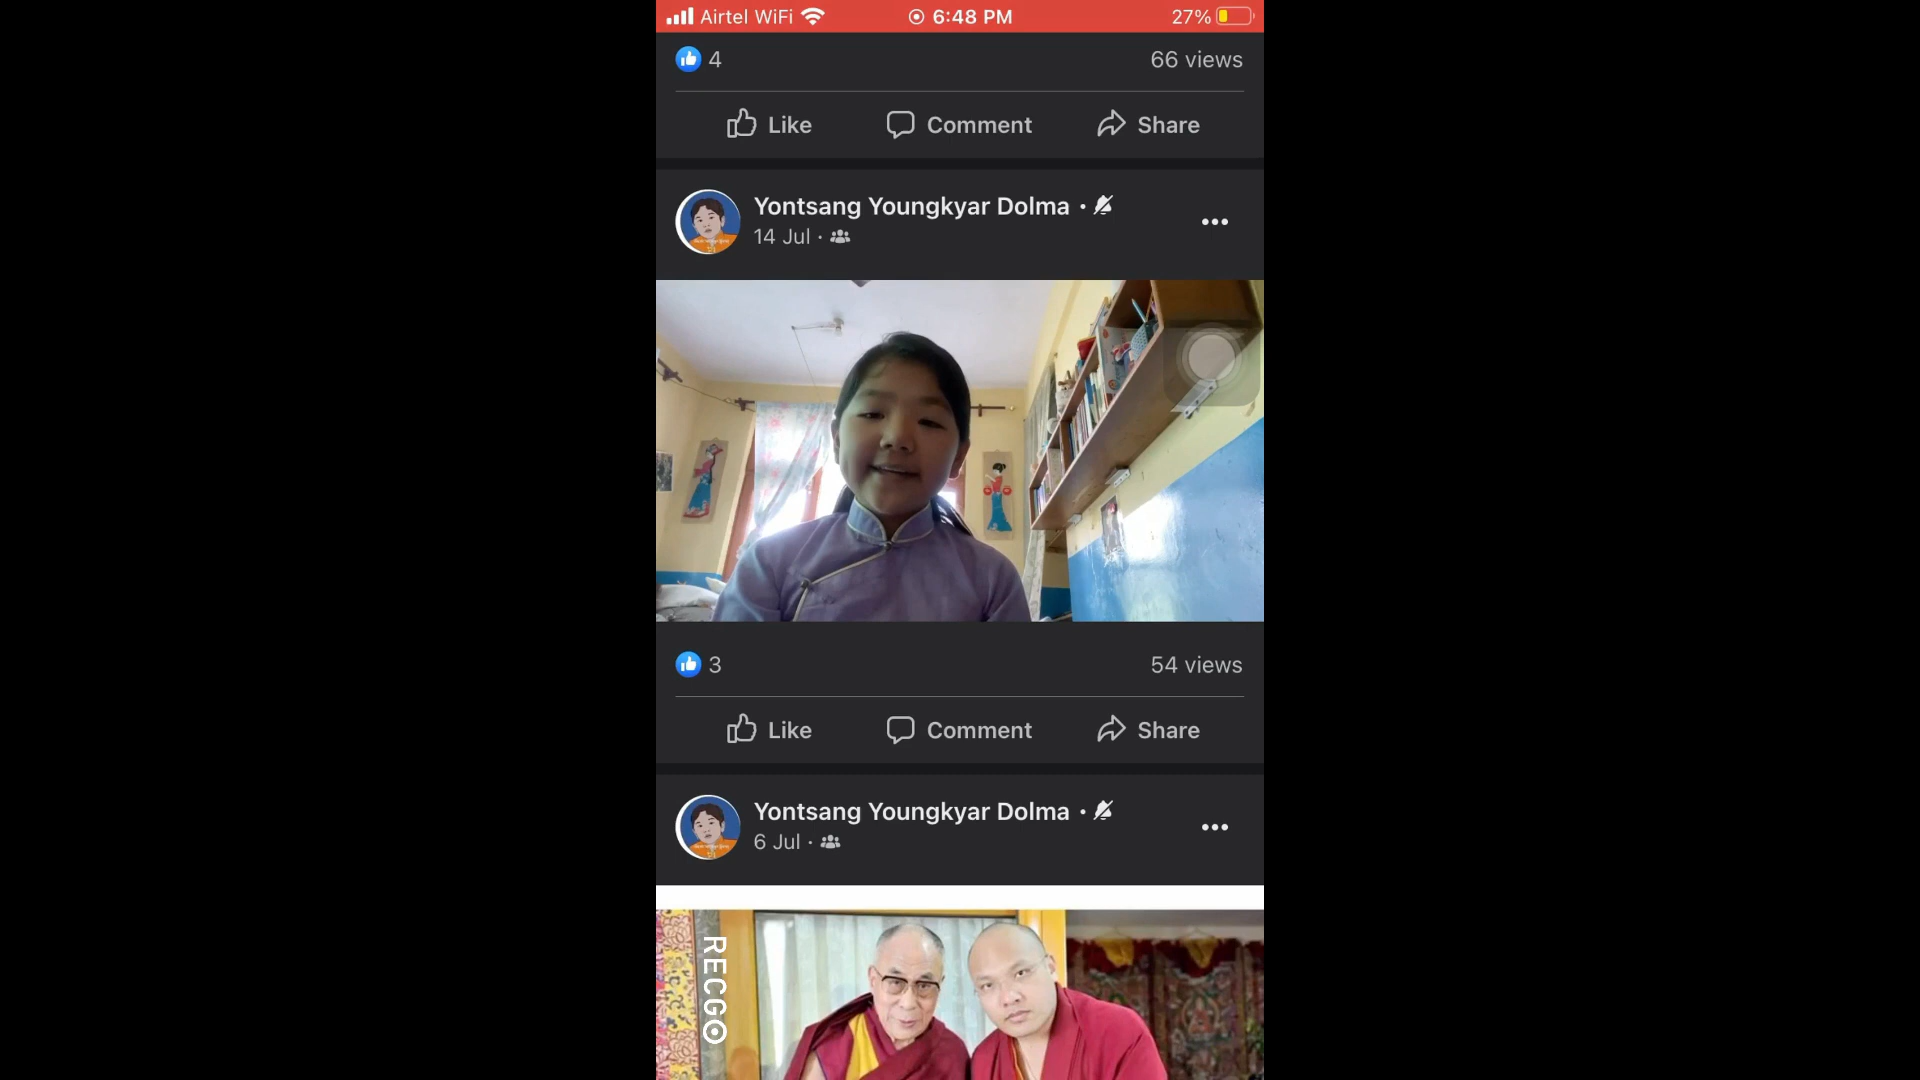 Airtel WiFi 6:48 PM 27%
4 66 views
Like Comment Share
Yontsang Youngkyar Dolma ·
14 Jul ·
3 54 views
Like Comment Share
Yontsang Youngkyar Dolma ·
6 Jul ·
RECGO